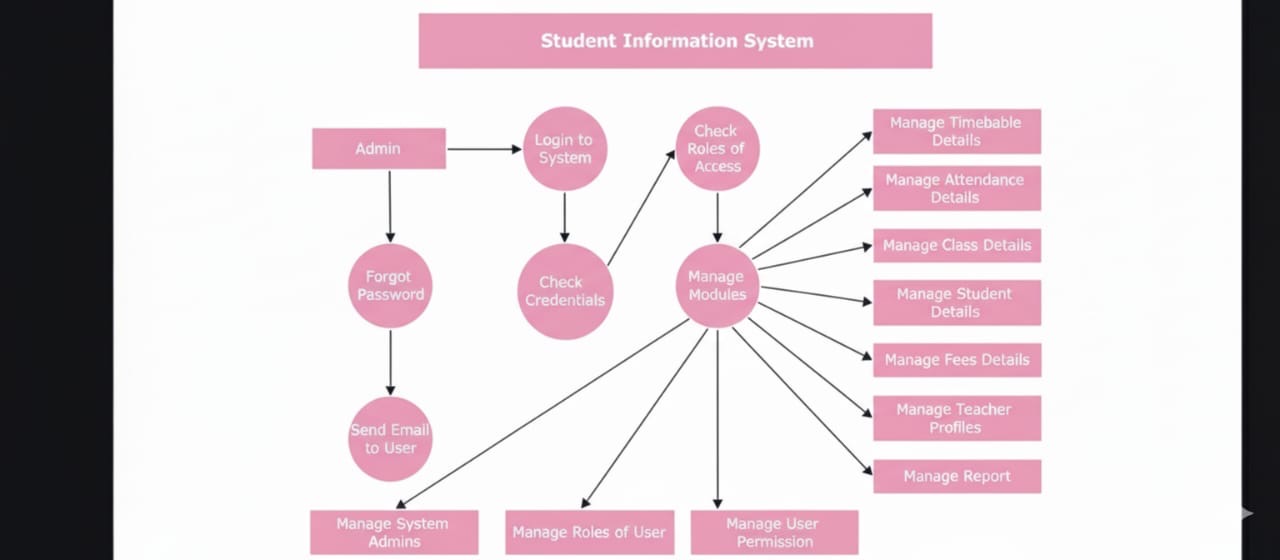 Student Information System
Admin
Login to
System
Check
Roles of
Access
Manage Timebable
Details
Manage Attendance
Details
Manage Class Details
Forgot
Password
Check
Credentials
Manage
Modules
Manage Student
Details
Manage Fees Details
Manage Teacher
Profiles
Send Email
to User
Manage Report
Manage System
Admins
Manage Roles of User
Manage User
Permission